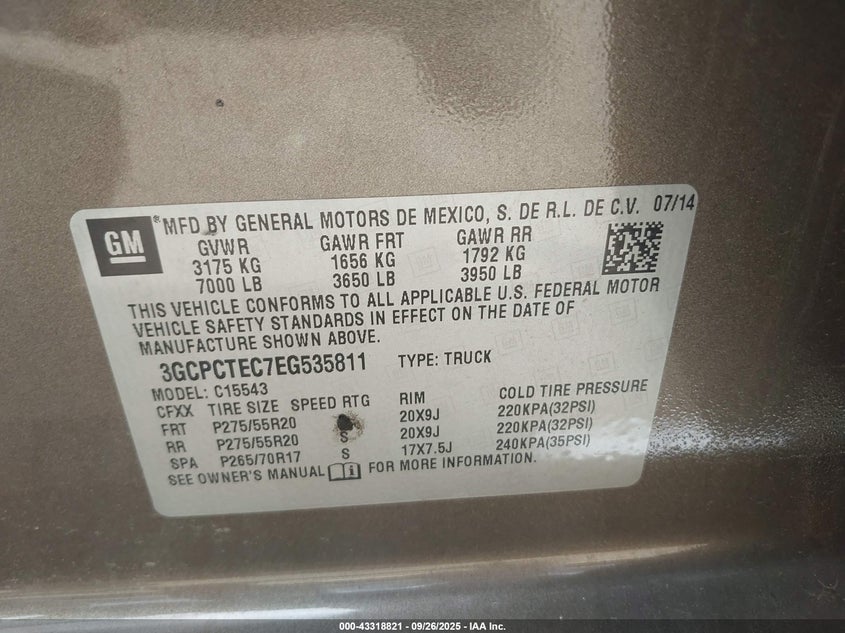 GM
MFD BY GENERAL MOTORS DE MEXICO, S. DE R.L. DE C.V. 07/14
GVWR GAWR FRT GAWR RR
3175 KG 1656 KG 1792 KG
7000 LB 3650 LB 3950 LB
THIS VEHICLE CONFORMS TO ALL APPLICABLE U.S. FEDERAL MOTOR
VEHICLE SAFETY STANDARDS IN EFFECT ON THE DATE OF
MANUFACTURE SHOWN ABOVE.
3GCPCTEC7EG535811 TYPE: TRUCK
MODEL: C15543
CFXX TIRE SIZE SPEED RTG RIM COLD TIRE PRESSURE
FRT P275/55R20 20X9J 220KPA(32PSI)
RR P275/55R20 S 20X9J 220KPA(32PSI)
SPA P265/70R17 S 17X7.5J 240KPA(35PSI)
SEE OWNER'S MANUAL FOR MORE INFORMATION.
000-43318821 - 09/26/2025 - IAA Inc.